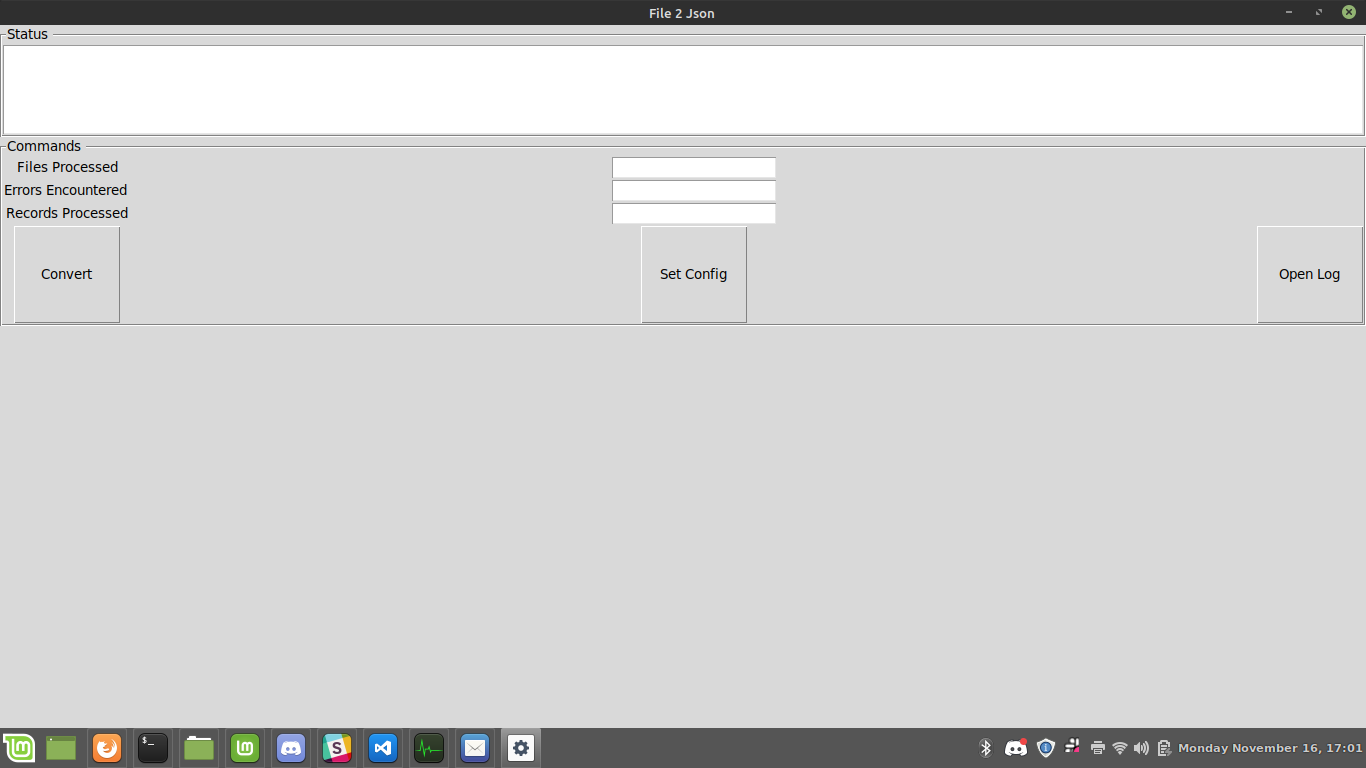 File 2 Json
Status
Commands
Files Processed
Errors Encountered
Records Processed
Convert
Set Config
Open Log
$_
lm
S
Monday November 16, 17:01